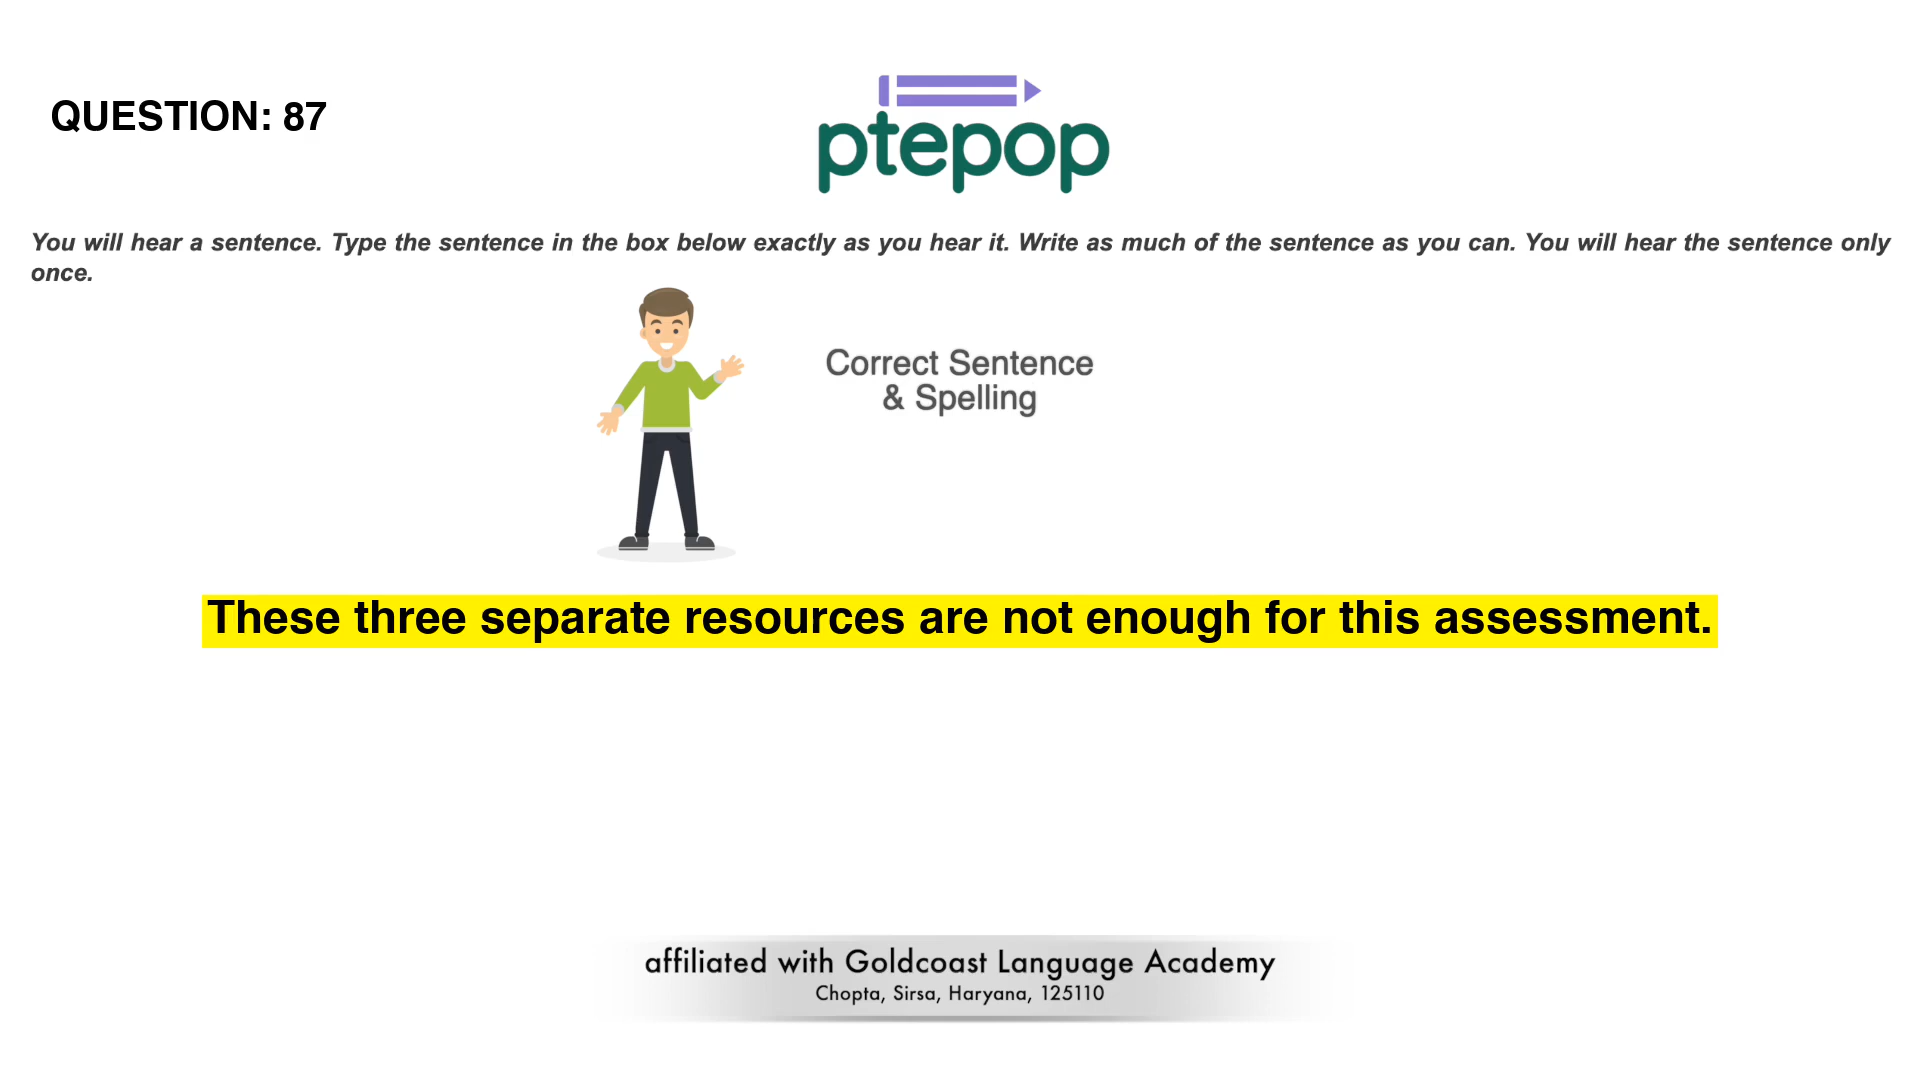 QUESTION: 87
ptepop
You will hear a sentence. Type the sentence in the box below exactly as you hear it. Write as much of the sentence as you can. You will hear the sentence only
once.
Correct Sentence
& Spelling
These three separate resources are not enough for this assessment.
affiliated with Goldcoast Language Academy
Chopta, Sirsa, Haryana, 125110